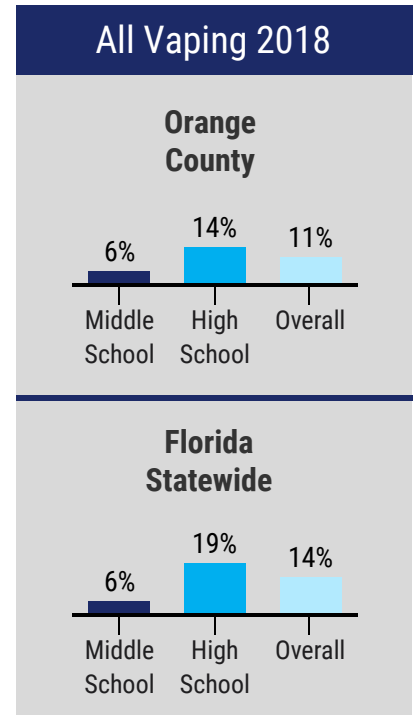 All Vaping 2018
Orange
County
6%
14%
11%
Middle
School
High
School
Overall
Florida
Statewide
6%
19%
14%
Middle
School
High
School
Overall